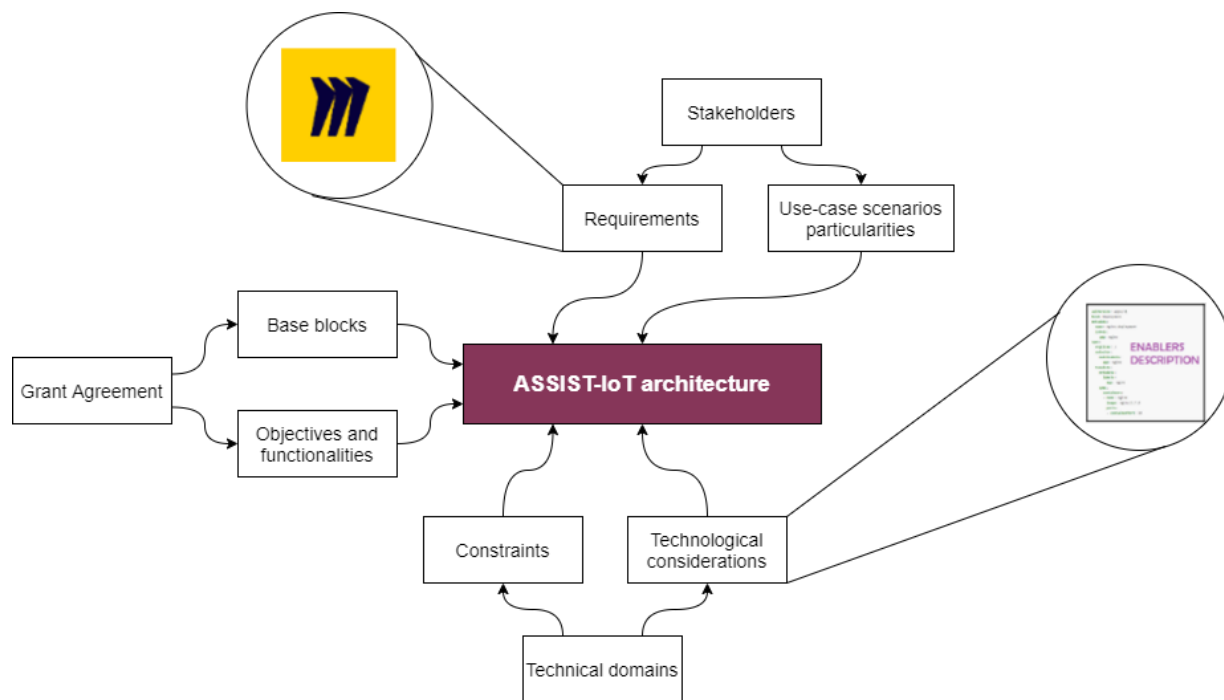 Stakeholders
Requirements
Use-case scenarios
particularities
Base blocks
Grant Agreement
Objectives and
functionalities
ASSIST-IoT architecture
ENABLERS
DESCRIPTION
Constraints
Technological
considerations
Technical domains